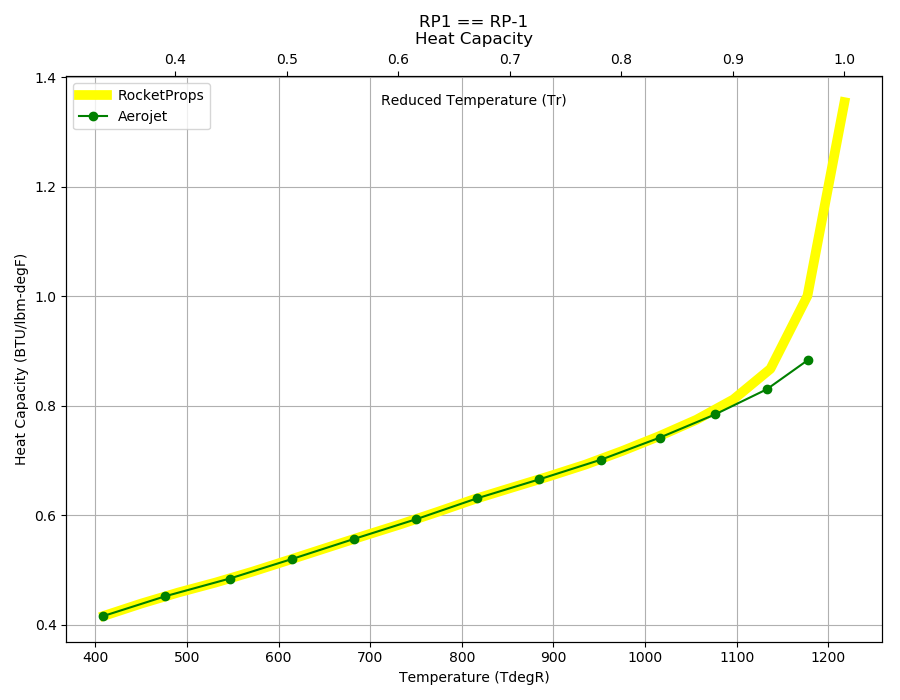 RP1 == RP-1
Heat Capacity
0.4 0.5 0.6 0.7 0.8 0.9 1.0
Reduced Temperature (Tr)
RocketProps
Aerojet
1.4
1.2
1.0
0.8
0.6
0.4
Heat Capacity (BTU/lbm-degF)
400 500 600 700 800 900 1000 1100 1200
Temperature (TdegR)